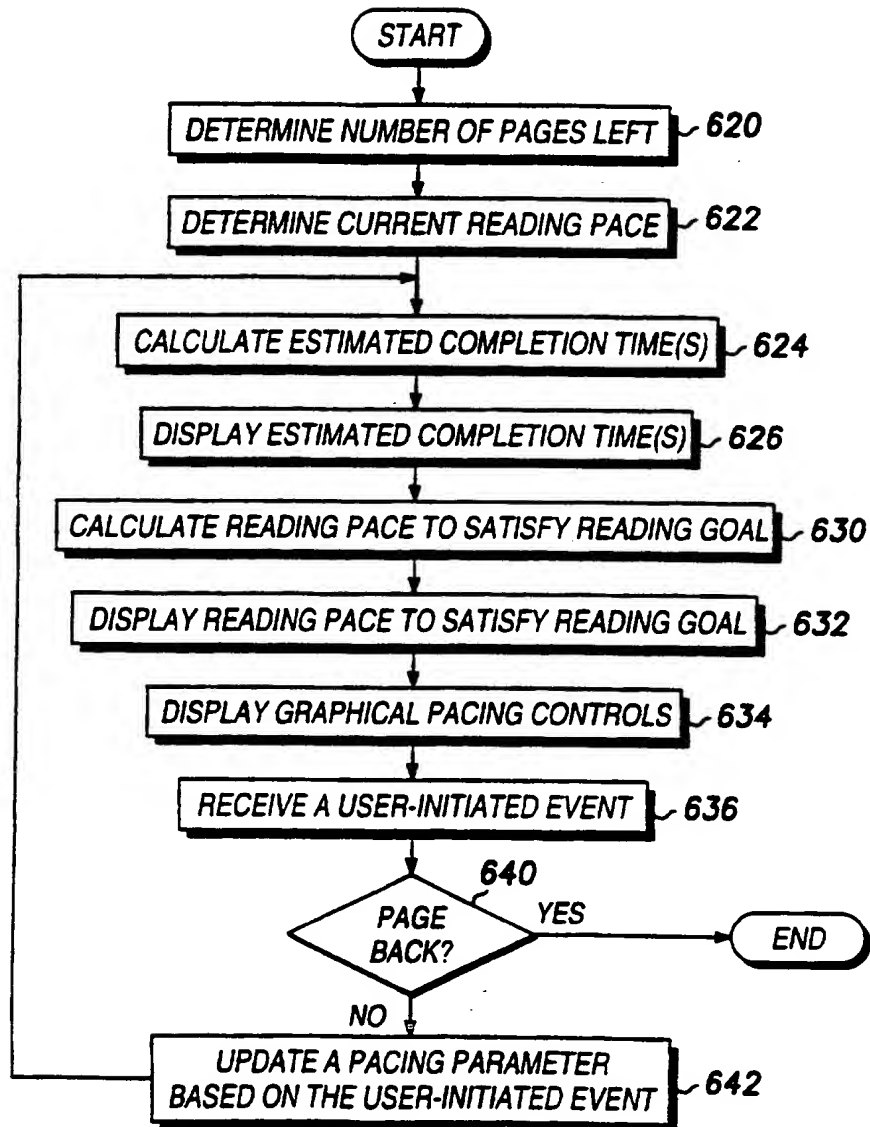 START
DETERMINE NUMBER OF PAGES LEFT 620
DETERMINE CURRENT READING PACE 622
CALCULATE ESTIMATED COMPLETION TIME(S) 624
DISPLAY ESTIMATED COMPLETION TIME(S) 626
CALCULATE READING PACE TO SATISFY READING GOAL 630
DISPLAY READING PACE TO SATISFY READING GOAL 632
DISPLAY GRAPHICAL PACING CONTROLS 634
RECEIVE A USER-INITIATED EVENT 636
640
PAGE
BACK?
YES
END
NO
UPDATE A PACING PARAMETER
BASED ON THE USER-INITIATED EVENT 642